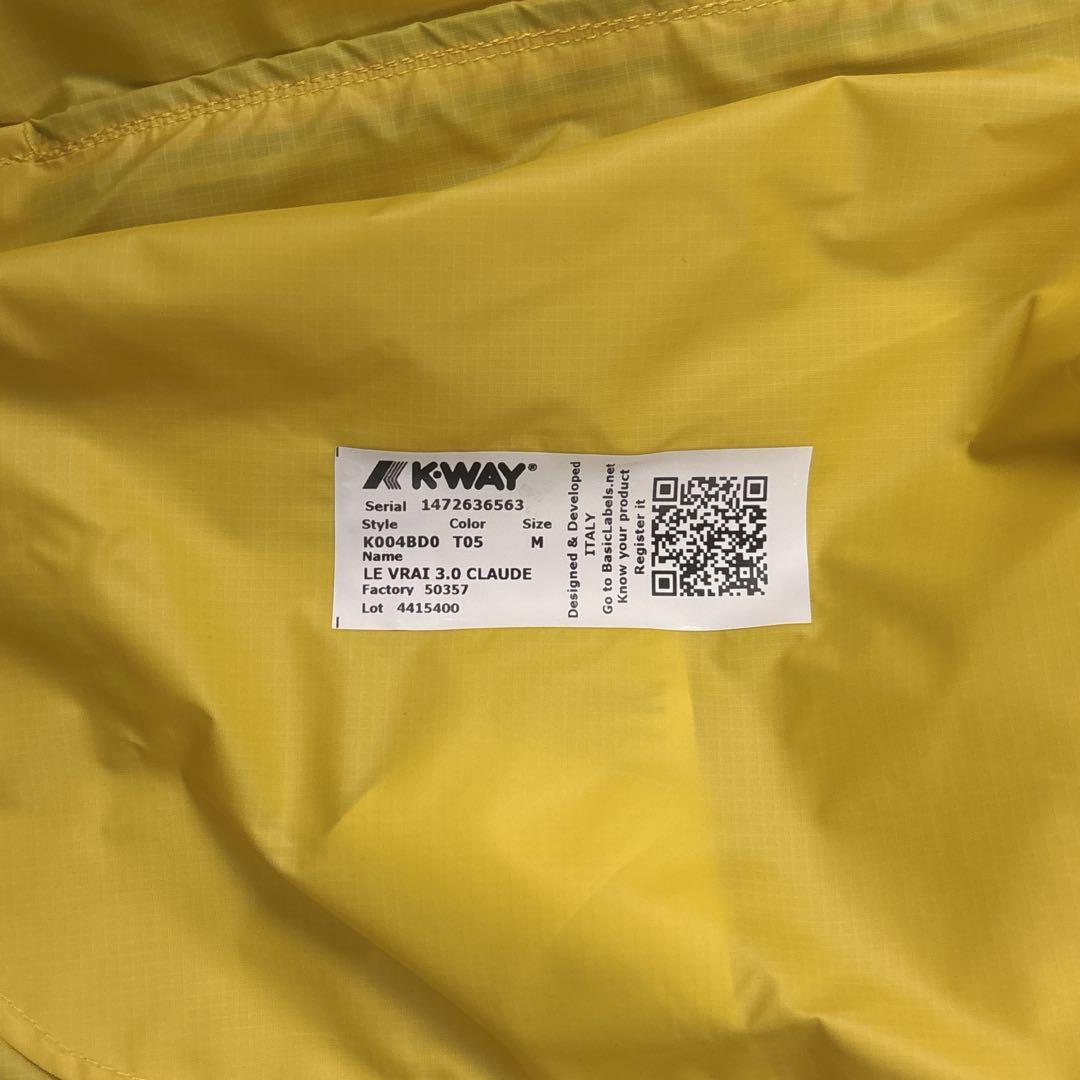 K·WAY®
Serial 1472636563
Style Color Size
K004BD0 T05 M
Name
LE VRAI 3.0 CLAUDE
Factory 50357
Lot 4415400
Designed & Developed
ITALY
Go to BasicLabels.net
Know your product
Register it